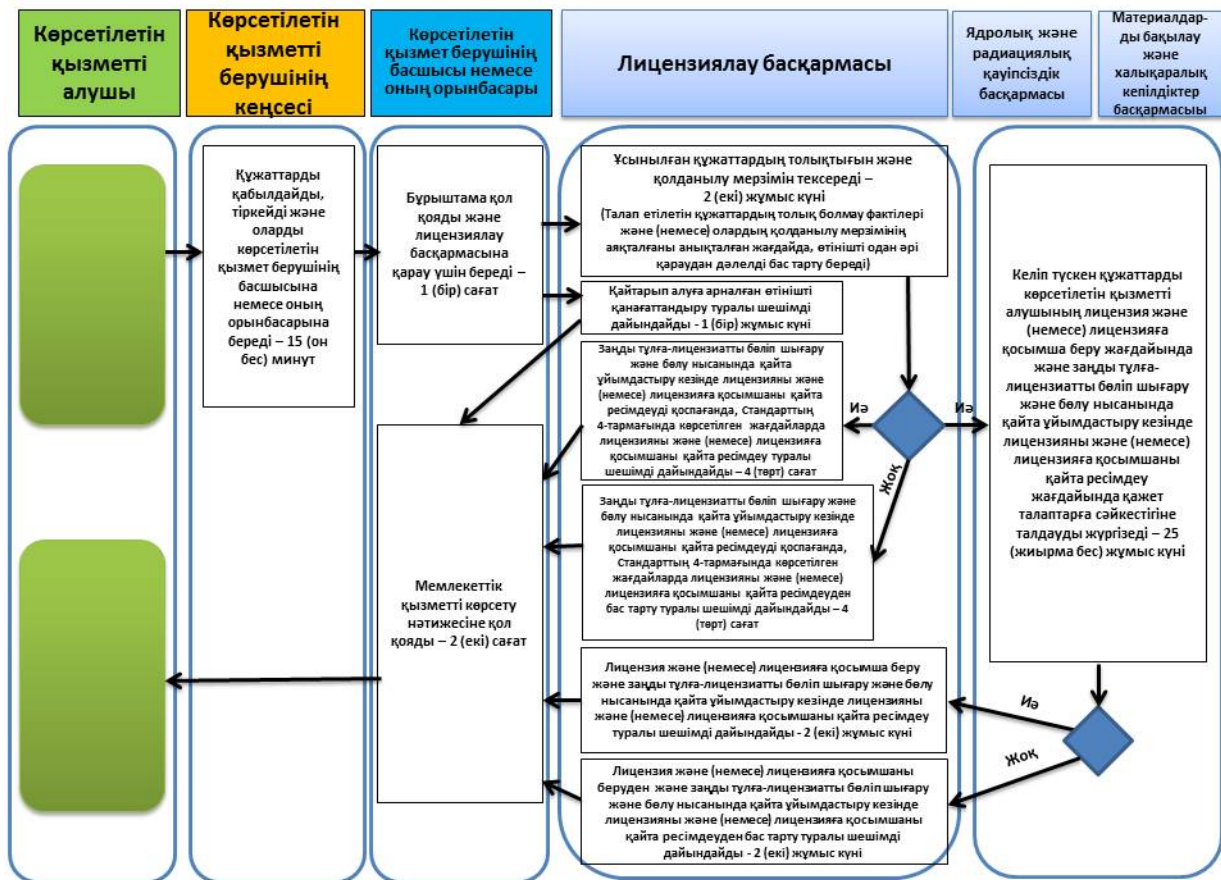 Көрсетілетін
қызметті
алушы
Көрсетілетін
қызметті
берушінің
кеңсесі
Көрсетілетін
қызмет берушінің
басшысы немесе
оның орынбасары
Лицензиялау басқармасы
Ядролық және
радиациялық
қауіпсіздік
басқармасы
Материалдар-
ды бақылау
және
халықаралық
кепілдіктер
басқармасыы
Құжаттарды
қабылдайды,
тіркейді және
оларды
көрсетілетін
қызмет берушінің
басшысына
немесе оның
орынбасарына
береді – 15 (он
бес) минут
Бұрыштама қол
қояды және
лицензиялау
басқармасына
қарау үшін береді –
1 (бір) сағат
Ұсынылған құжаттардың толықтығын және
қолданылу мерзімін тексереді –
2 (екі) жұмыс күні
(Талап етілетін құжаттардың толық болмау фактілері
және (немесе) олардың қолданылу мерзімінің
аяқталғаны анықталған жағдайда, өтінішті одан әрі
қараудан дәлелді бас тарту береді)
Қайтарып алуға арналған өтінішті
қанағаттандыру туралы шешімді
дайындайды - 1 (бір) жұмыс күні
Заңды тұлға-лицензиатты бөліп шығару
және бөлу нысанында қайта
ұйымдастыру кезінде лицензияны және
(немесе) лицензияға қосымшаны қайта
ресімдеуді қоспағанда, Стандарттың
4-тармағында көрсетілген жағдайларда
лицензияны және (немесе) лицензияға
қосымшаны қайта ресімдеу туралы
шешімді дайындайды – 4 (төрт) сағат
Иә
Иә
Жоқ
Заңды тұлға-лицензиатты бөліп шығару және
бөлу нысанында қайта ұйымдастыру кезінде
лицензияны және (немесе) лицензияға
қосымшаны қайта ресімдеуді қоспағанда,
Стандарттың 4-тармағында көрсетілген
жағдайларда лицензияны және (немесе)
лицензияға қосымшаны қайта ресімдеуден
бас тарту туралы шешімді дайындайды – 4
(төрт) сағат
Келіп түскен құжаттарды
көрсетілетін қызметті
алушының лицензия және
(немесе) лицензияға
қосымша беру жағдайында
және заңды тұлға-
лицензиатты бөліп шығару
және бөлу нысанында
қайта ұйымдастыру кезінде
лицензияны және (немесе)
лицензияға қосымшаны
қайта ресімдеу
жағдайында қажет
талаптарға сәйкестігіне
талдауды жүргізеді – 25
(жиырма бес) жұмыс күні
Мемлекеттік
қызметті көрсету
нәтижесіне қол
қояды – 2 (екі) сағат
Лицензия және (немесе) лицензияға қосымша беру
және заңды тұлға-лицензиатты бөліп шығару және бөлу
нысанында қайта ұйымдастыру кезінде лицензияны
және (немесе) лицензияға қосымшаны қайта ресімдеу
туралы шешімді дайындайды - 2 (екі) жұмыс күні
Иә
Жоқ
Лицензия және (немесе) лицензияға қосымшаны
беруден және заңды тұлға-лицензиатты бөліп шығару
және бөлу нысанында қайта ұйымдастыру кезінде
лицензияны және (немесе) лицензияға қосымшаны
қайта ресімдеуден бас тарту туралы шешімді
дайындайды - 2 (екі) жұмыс күні